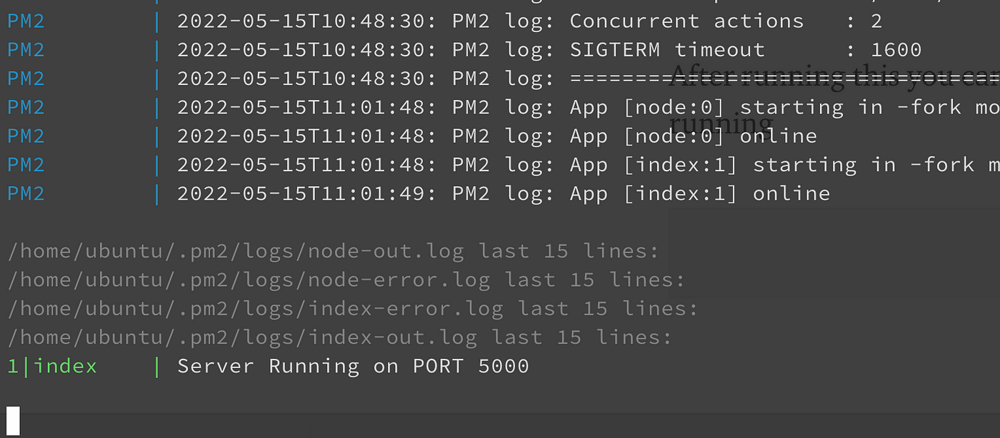 PM2 | 2022-05-15T10:48:30: PM2 log: Concurrent actions : 2
PM2 | 2022-05-15T10:48:30: PM2 log: SIGTERM timeout : 1600
PM2 | 2022-05-15T10:48:30: PM2 log: =================================
After running this you can
PM2 | 2022-05-15T11:01:48: PM2 log: App [node:0] starting in -fork mo
running
PM2 | 2022-05-15T11:01:48: PM2 log: App [node:0] online
PM2 | 2022-05-15T11:01:48: PM2 log: App [index:1] starting in -fork m
PM2 | 2022-05-15T11:01:49: PM2 log: App [index:1] online
/home/ubuntu/.pm2/logs/node-out.log last 15 lines:
/home/ubuntu/.pm2/logs/node-error.log last 15 lines:
/home/ubuntu/.pm2/logs/index-error.log last 15 lines:
/home/ubuntu/.pm2/logs/index-out.log last 15 lines:
1|index | Server Running on PORT 5000